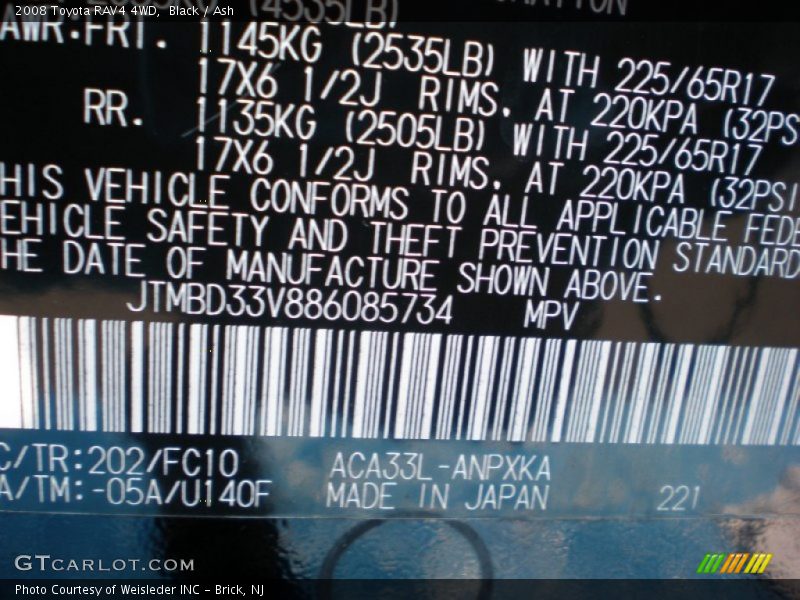 2008 Toyota RAV4 4WD, Black / Ash
(4535LB)
AWR.FRT. 1145KG (2535LB) WITH 225/65R17
17X6 1/2J RIMS. AT 220KPA (32PS
RR. 1135KG (2505LB) WITH 225/65R17
17X6 1/2J RIMS. AT 220KPA (32PSI
HIS VEHICLE CONFORMS TO ALL APPLICABLE FEDE
EHICLE SAFETY AND THEFT PREVENTION STANDARD
HE DATE OF MANUFACTURE SHOWN ABOVE.
JTMBD33V886085734 MPV
C/TR:202/FC10 ACA33L-ANPXKA
A/TM:-05A/U140F MADE IN JAPAN 221
GTCARLOT.COM
Photo Courtesy of Weisleder INC - Brick, NJ